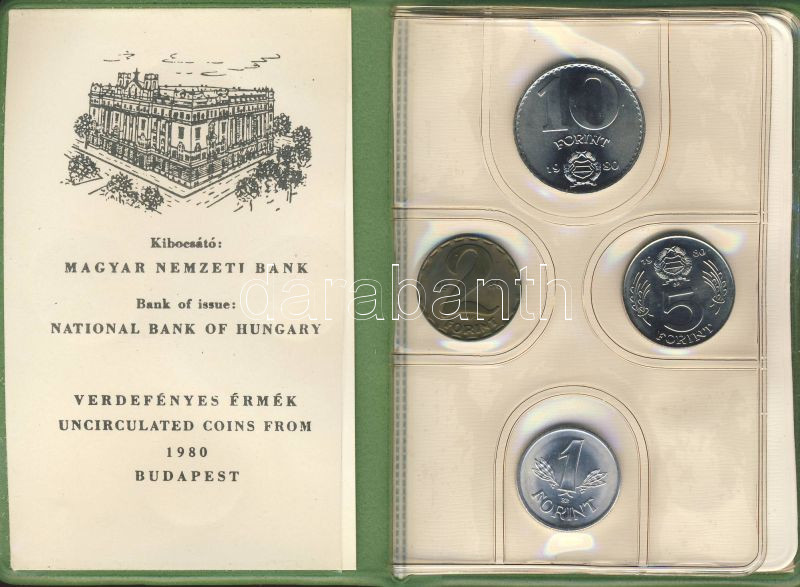 Kibocsátó:
MAGYAR NEMZETI BANK
Bank of issue:
NATIONAL BANK OF HUNGARY
VERDEFÉNYES ÉRMÉK
UNCIRCULATED COINS FROM
1980
BUDAPEST
10
FORINT
1980
2
FORINT
1980
5
FORINT
1
FORINT
darabanth